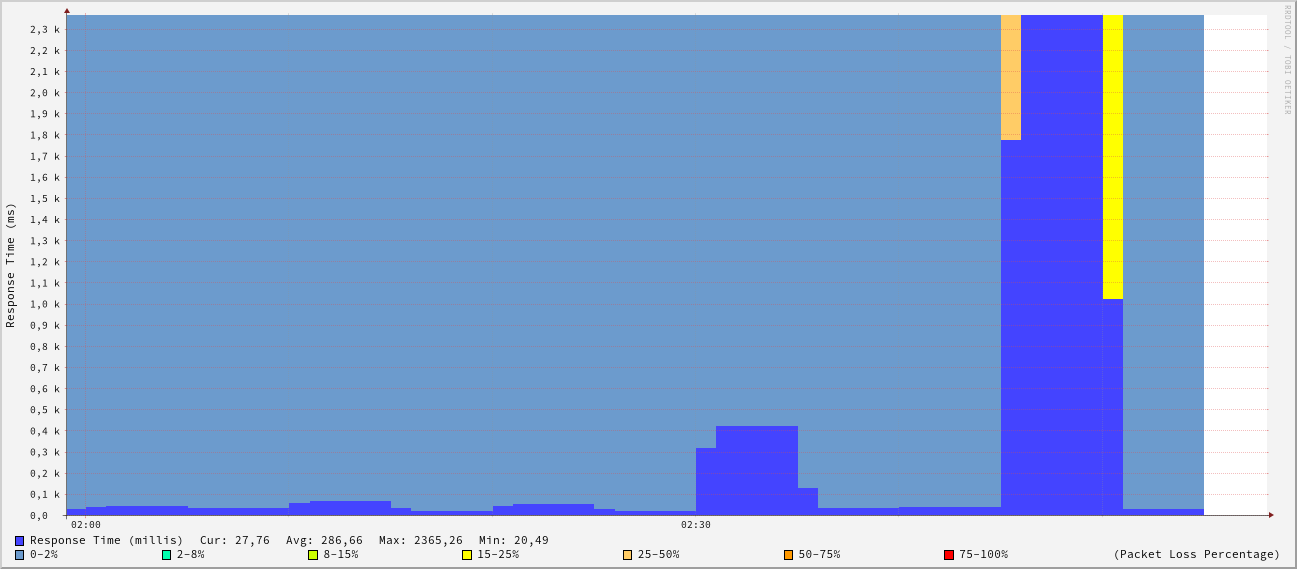 RRDTOOL / TOBI OETIKER
Response Time (ms)
2,3 k
2,2 k
2,1 k
2,0 k
1,9 k
1,8 k
1,7 k
1,6 k
1,5 k
1,4 k
1,3 k
1,2 k
1,1 k
1,0 k
0,9 k
0,8 k
0,7 k
0,6 k
0,5 k
0,4 k
0,3 k
0,2 k
0,1 k
0,0
02:00 02:30
Response Time (millis) Cur: 27,76 Avg: 286,66 Max: 2365,26 Min: 20,49
0-2% 2-8% 8-15% 15-25% 25-50% 50-75% 75-100% (Packet Loss Percentage)